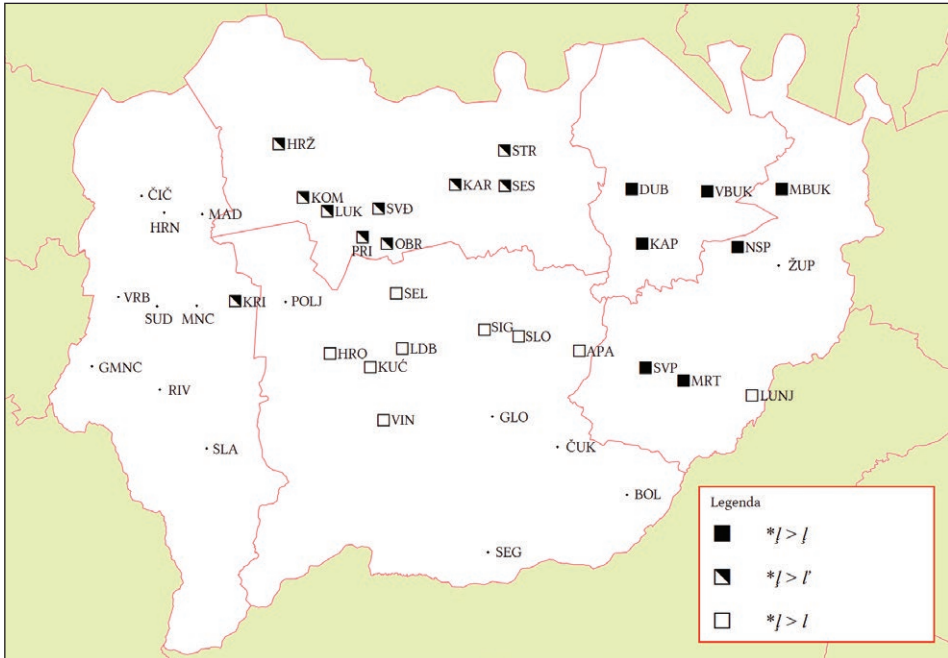 HRŽ
STR
KAR
SES
DUB
VBUK
MBUK
ČIČ
KOM
LUK
SVĐ
HRN
MAD
PRI
OBR
KAP
NSP
ŽUP
VRB
SUD
MNC
KRI
POLJ
SEL
SIG
SLO
HRO
LDB
APA
KUĆ
GMNC
SVP
MRT
RIV
LUNJ
VIN
GLO
SLA
ČUK
BOL
SEG
Legenda
*ḷ > ḷ
*ḷ > l'
*ḷ > l